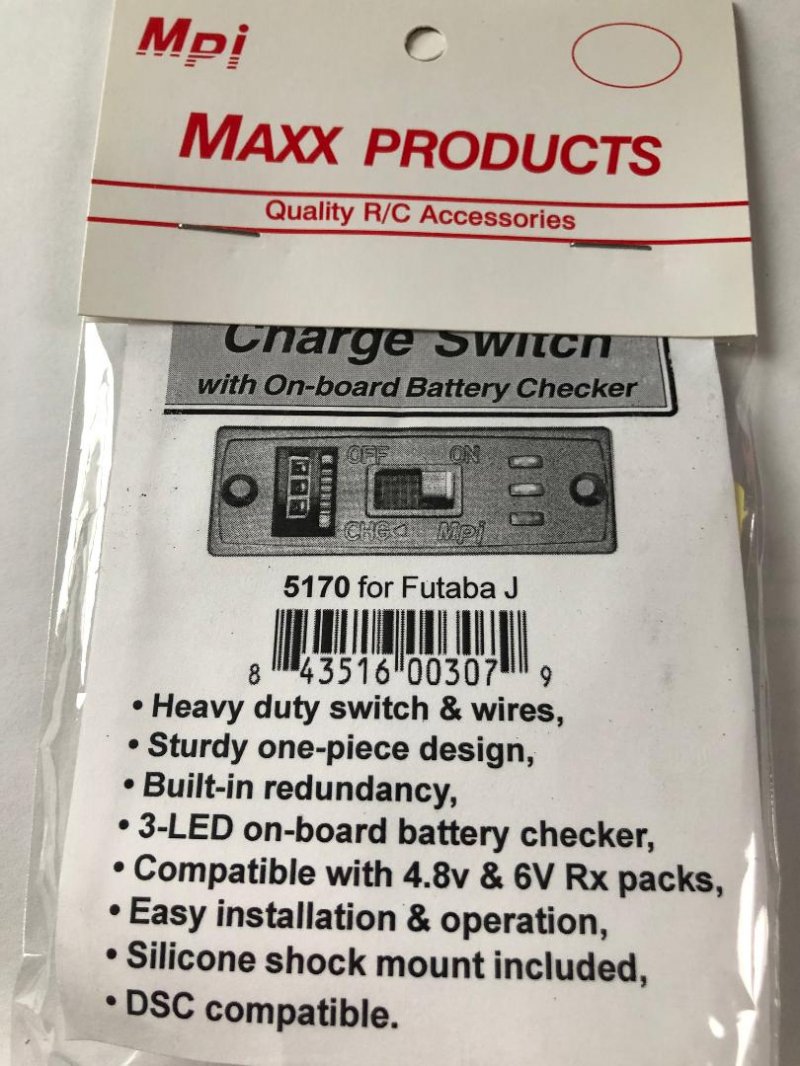 Mpi
MAXX PRODUCTS
Quality R/C Accessories
Charge Switch
with On-board Battery Checker
OFF ON
CHG Mpi
5170 for Futaba J
8 43516 00307 9
• Heavy duty switch & wires,
• Sturdy one-piece design,
• Built-in redundancy,
• 3-LED on-board battery checker,
• Compatible with 4.8v & 6V Rx packs,
• Easy installation & operation,
• Silicone shock mount included,
• DSC compatible.